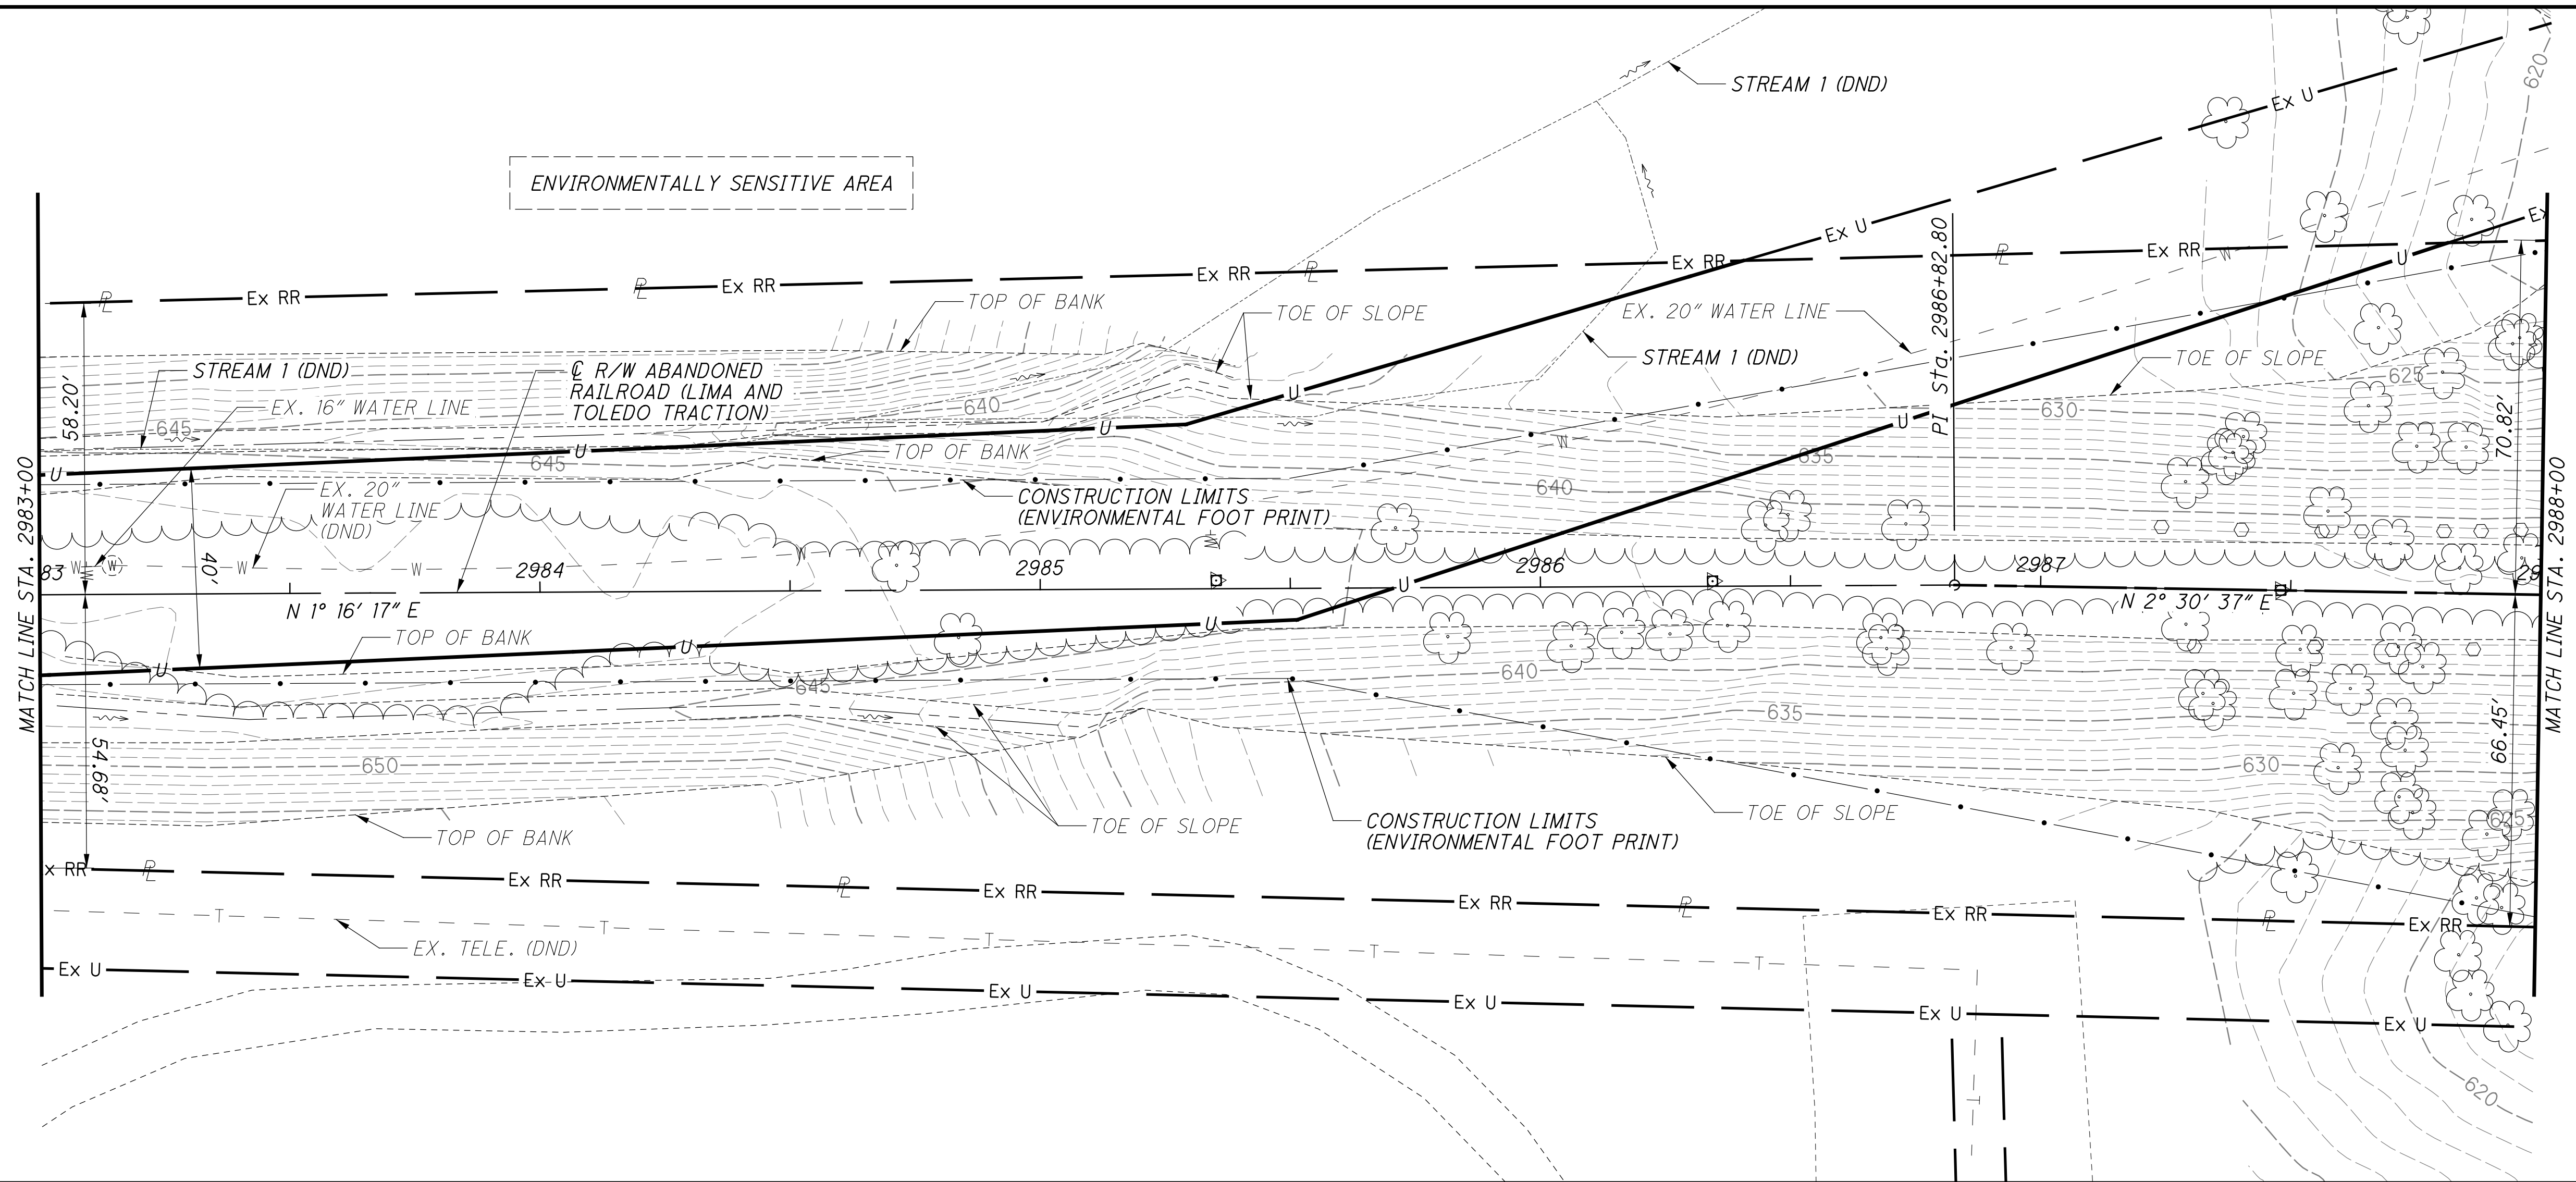 STREAM 1 (DND)
620
Ex U
ENVIRONMENTALLY SENSITIVE AREA
Ex U
PI Sta. 2986+82.80
Ex
Ex RR
Ex RR
Ex RR
Ex RR
Ex RR
U
W
TOP OF BANK
TOE OF SLOPE
EX. 20" WATER LINE
STREAM 1 (DND)
TOE OF SLOPE
STREAM 1 (DND)
℄ R/W ABANDONED
RAILROAD (LIMA AND
TOLEDO TRACTION)
58.20'
EX. 16" WATER LINE
645
640
U
U
U
630
625
70.82'
U
U
645
TOP OF BANK
W
635
EX. 20"
WATER LINE
(DND)
CONSTRUCTION LIMITS
(ENVIRONMENTAL FOOT PRINT)
640
MATCH LINE STA. 2983+00
83
W
(W)
W
W
40'
2984
2985
2986
U
2987
29
MATCH LINE STA. 2988+00
N 1° 16' 17" E
N 2° 30' 37" E
TOP OF BANK
U
U
U
645
640
635
630
625
66.45'
54.68'
650
TOP OF BANK
TOE OF SLOPE
CONSTRUCTION LIMITS
(ENVIRONMENTAL FOOT PRINT)
TOE OF SLOPE
x RR
Ex RR
Ex RR
Ex RR
Ex RR
Ex RR
T
T
T
T
T
EX. TELE. (DND)
Ex U
Ex U
Ex U
Ex U
Ex U
Ex U
T
620